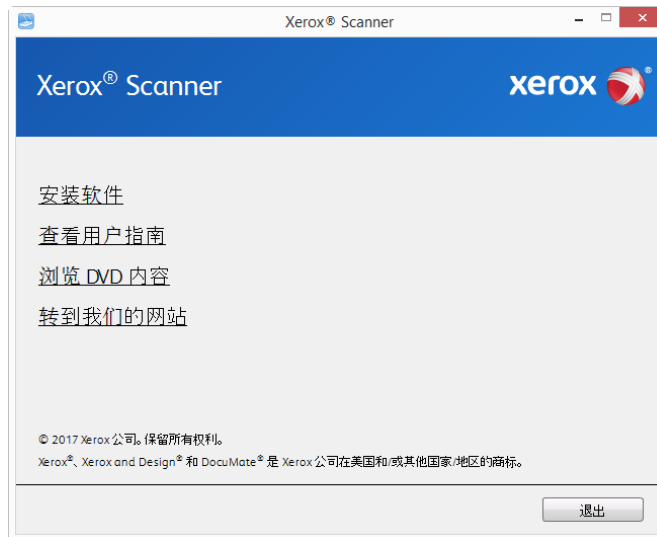 Xerox® Scanner
Xerox® Scanner
xerox ®
安装软件
查看用户指南
浏览 DVD 内容
转到我们的网站
© 2017 Xerox 公司。保留所有权利。
Xerox®、Xerox and Design® 和 DocuMate® 是 Xerox 公司在美国和/或其他国家/地区的商标。
退出